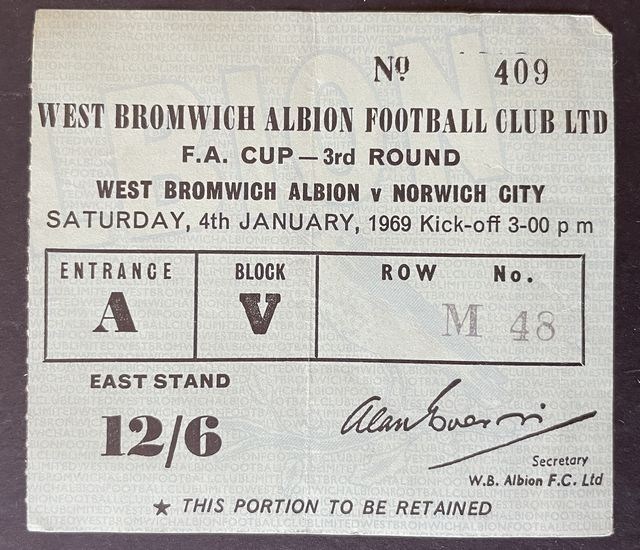 Nº 409
WEST BROMWICH ALBION FOOTBALL CLUB LTD
F.A. CUP — 3rd ROUND
WEST BROMWICH ALBION v NORWICH CITY
SATURDAY, 4th JANUARY, 1969 Kick-off 3-00 p m
ENTRANCE BLOCK ROW No.
A V M 48
EAST STAND
12/6
Secretary
W.B. Albion F.C. Ltd
★ THIS PORTION TO BE RETAINED